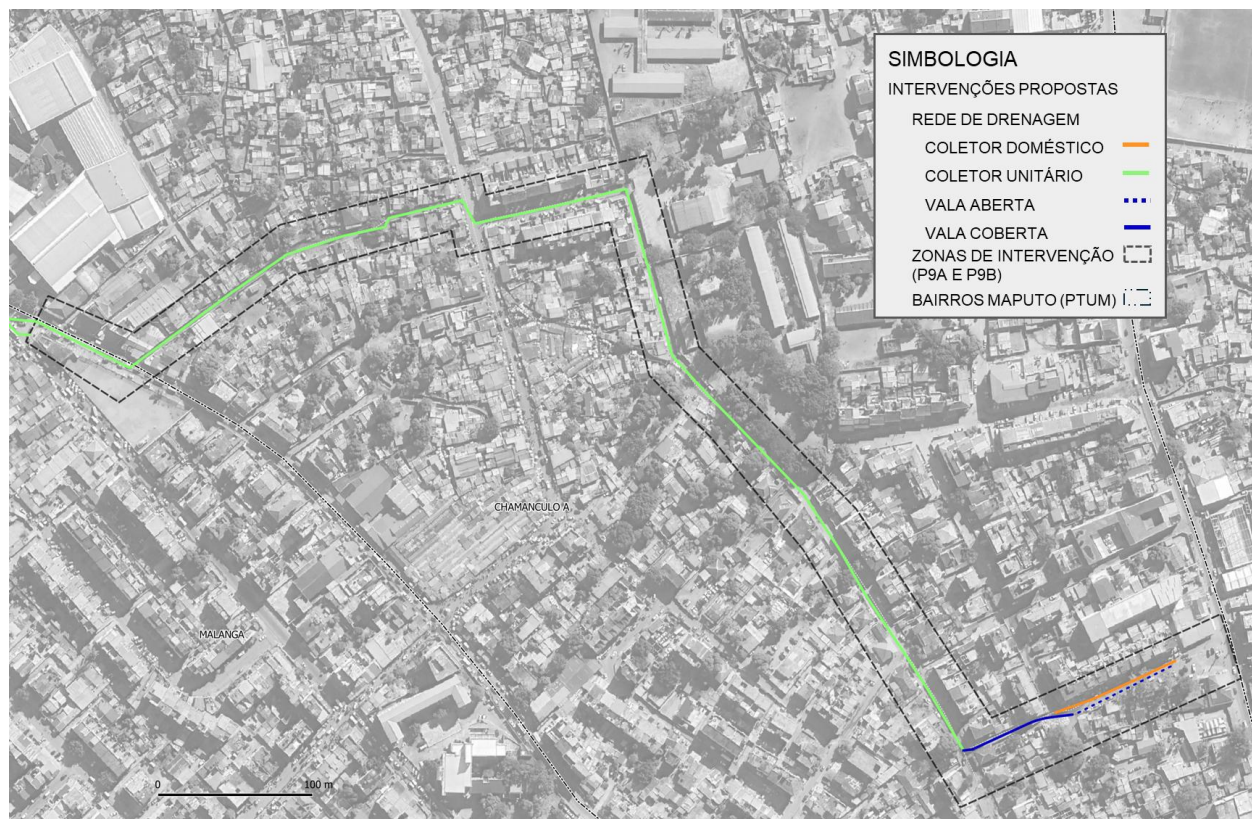 SIMBOLOGIA
INTERVENÇÕES PROPOSTAS
REDE DE DRENAGEM
COLETOR DOMÉSTICO
COLETOR UNITÁRIO
VALA ABERTA
VALA COBERTA
ZONAS DE INTERVENÇÃO
(P9A E P9B)
BAIRROS MAPUTO (PTUM)
CHAMANCULO A
MALANGA
0 100 m